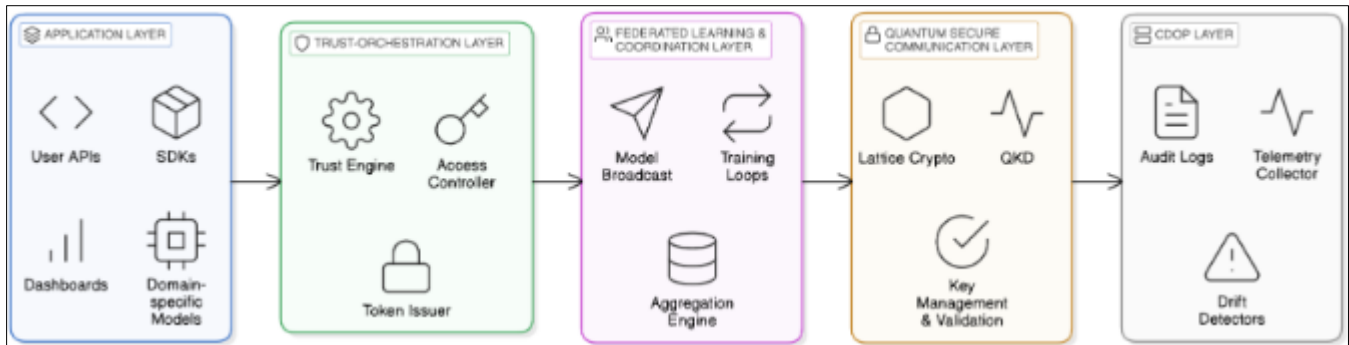 APPLICATION LAYER
User APIs
SDKs
Dashboards
Domain-
specific
Models
TRUST-ORCHESTRATION LAYER
Trust Engine
Access
Controller
Token Issuer
FEDERATED LEARNING &
COORDINATION LAYER
Model
Broadcast
Training
Loops
Aggregation
Engine
QUANTUM SECURE
COMMUNICATION LAYER
Lattice Crypto
QKD
Key
Management
& Validation
CDOP LAYER
Audit Logs
Telemetry
Collector
Drift
Detectors